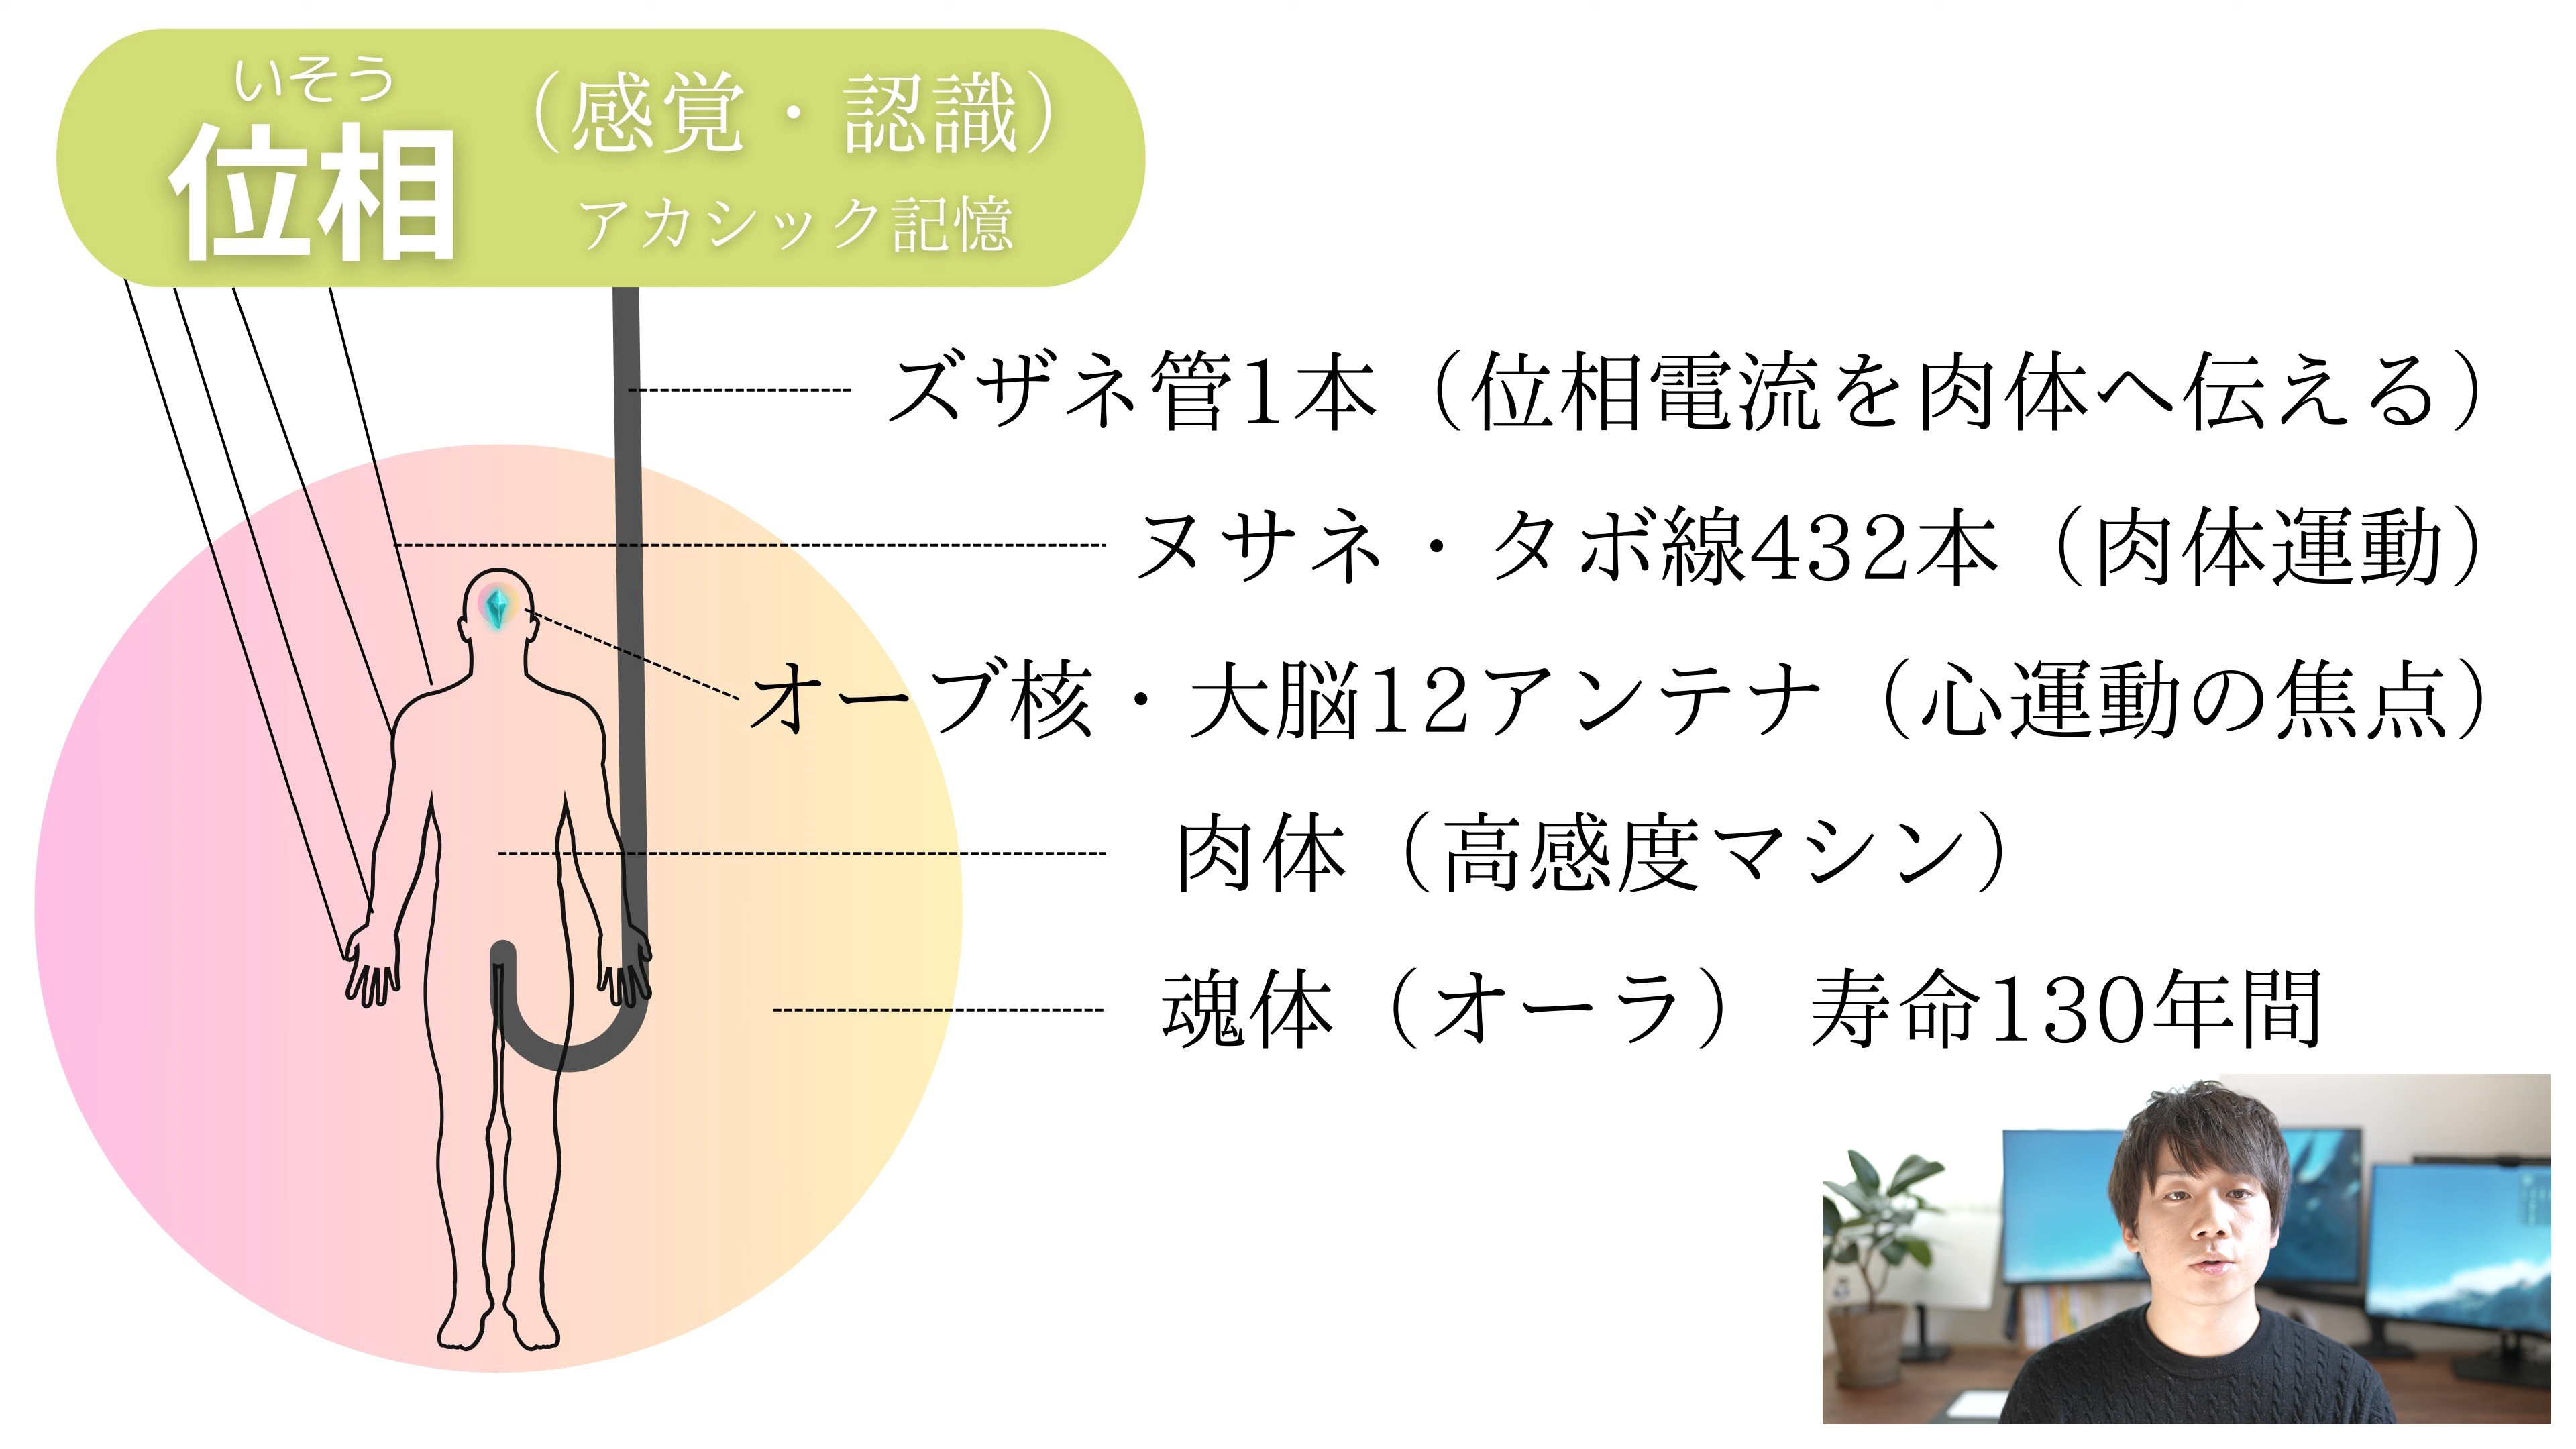 いそう
位相
（感覚・認識）
アカシック記憶
ズザネ管1本（位相電流を肉体へ伝える）
ヌサネ・タボ線432本（肉体運動）
オーブ核・大脳12アンテナ（心運動の焦点）
肉体（高感度マシン）
魂体（オーラ） 寿命130年間